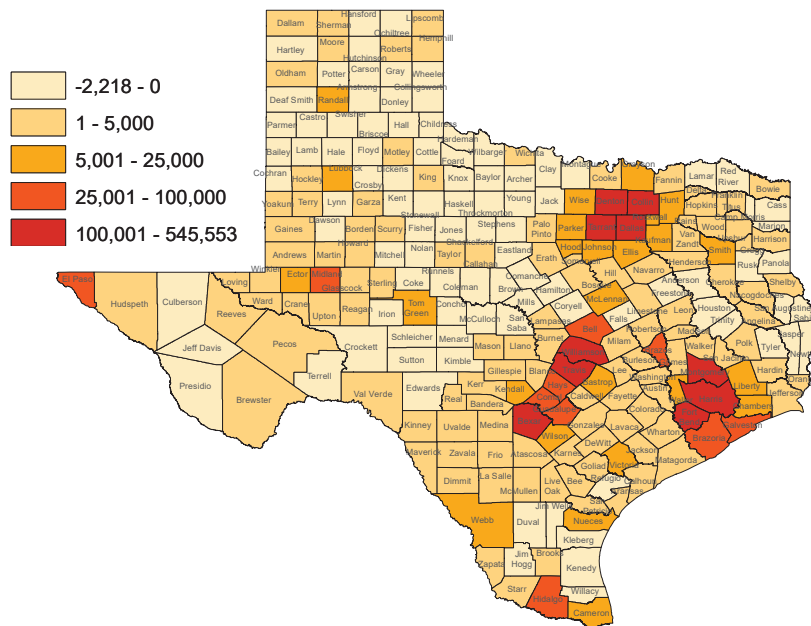 -2,218 - 0
1 - 5,000
5,001 - 25,000
25,001 - 100,000
100,001 - 545,553
Dallam Sherman Hansford Ochiltree Lipscomb
Hartley Moore Hutchinson Roberts Hemphill
Oldham Potter Carson Gray Wheeler
Deaf Smith Randall Armstrong Donley Collingsworth
Parmer Castro Swisher Briscoe Hall Childress
Bailey Lamb Hale Floyd Motley Cottle Hardeman
Foard Wilbarger Wichita Clay Montague Cooke Grayson Fannin Lamar Red River Bowie
Cochran Hockley Lubbock Crosby Dickens King Knox Baylor Archer
Yoakum Terry Lynn Garza Kent Stonewall Haskell Throckmorton Young Jack Wise Collin Hunt Delta Hopkins Franklin Titus Camp Morris Cass
Gaines Dawson Borden Scurry Fisher Jones Shackelford Stephens Palo Pinto Parker Dallas Rockwall Kaufman Rains Wood Marion
Andrews Martin Howard Mitchell Nolan Taylor Callahan Eastland Erath Hood Somervell Johnson Ellis Van Zandt Smith Gregg Harrison
El Paso Hudspeth Culberson Loving Winkler Ector Midland Glasscock Sterling Coke Runnels Coleman Brown Comanche Hamilton Bosque Hill Navarro Henderson Rusk Panola
Reeves Ward Crane Upton Reagan Irion Tom Green Concho McCulloch San Saba Mills Lampasas Coryell McLennan Limestone Freestone Anderson Cherokee Nacogdoches Shelby
Jeff Davis Pecos Crockett Schleicher Menard Mason Llano Burnet Bell Falls Robertson Leon Houston Trinity Angelina San Augustine
Presidio Brewster Terrell Sutton Kimble Gillespie Blanco Milam Burleson Brazos Madison Walker San Jacinto Polk Tyler Jasper
Val Verde Edwards Real Kerr Kendall Bandera Hays Comal Guadalupe Caldwell Bastrop Lee Fayette Washington Austin Liberty Hardin Orange
Kinney Uvalde Medina Wilson Gonzales Lavaca Colorado Wharton Brazoria Galveston Chambers Jefferson
Maverick Zavala Frio Atascosa Karnes DeWitt Jackson Matagorda
Dimmit La Salle McMullen Live Oak Bee Goliad Victoria Calhoun Refugio Aransas
Webb Duval Jim Wells San Patricio Nueces
Kleberg
Zapata Jim Hogg Brooks Kenedy
Starr Hidalgo Willacy
Cameron